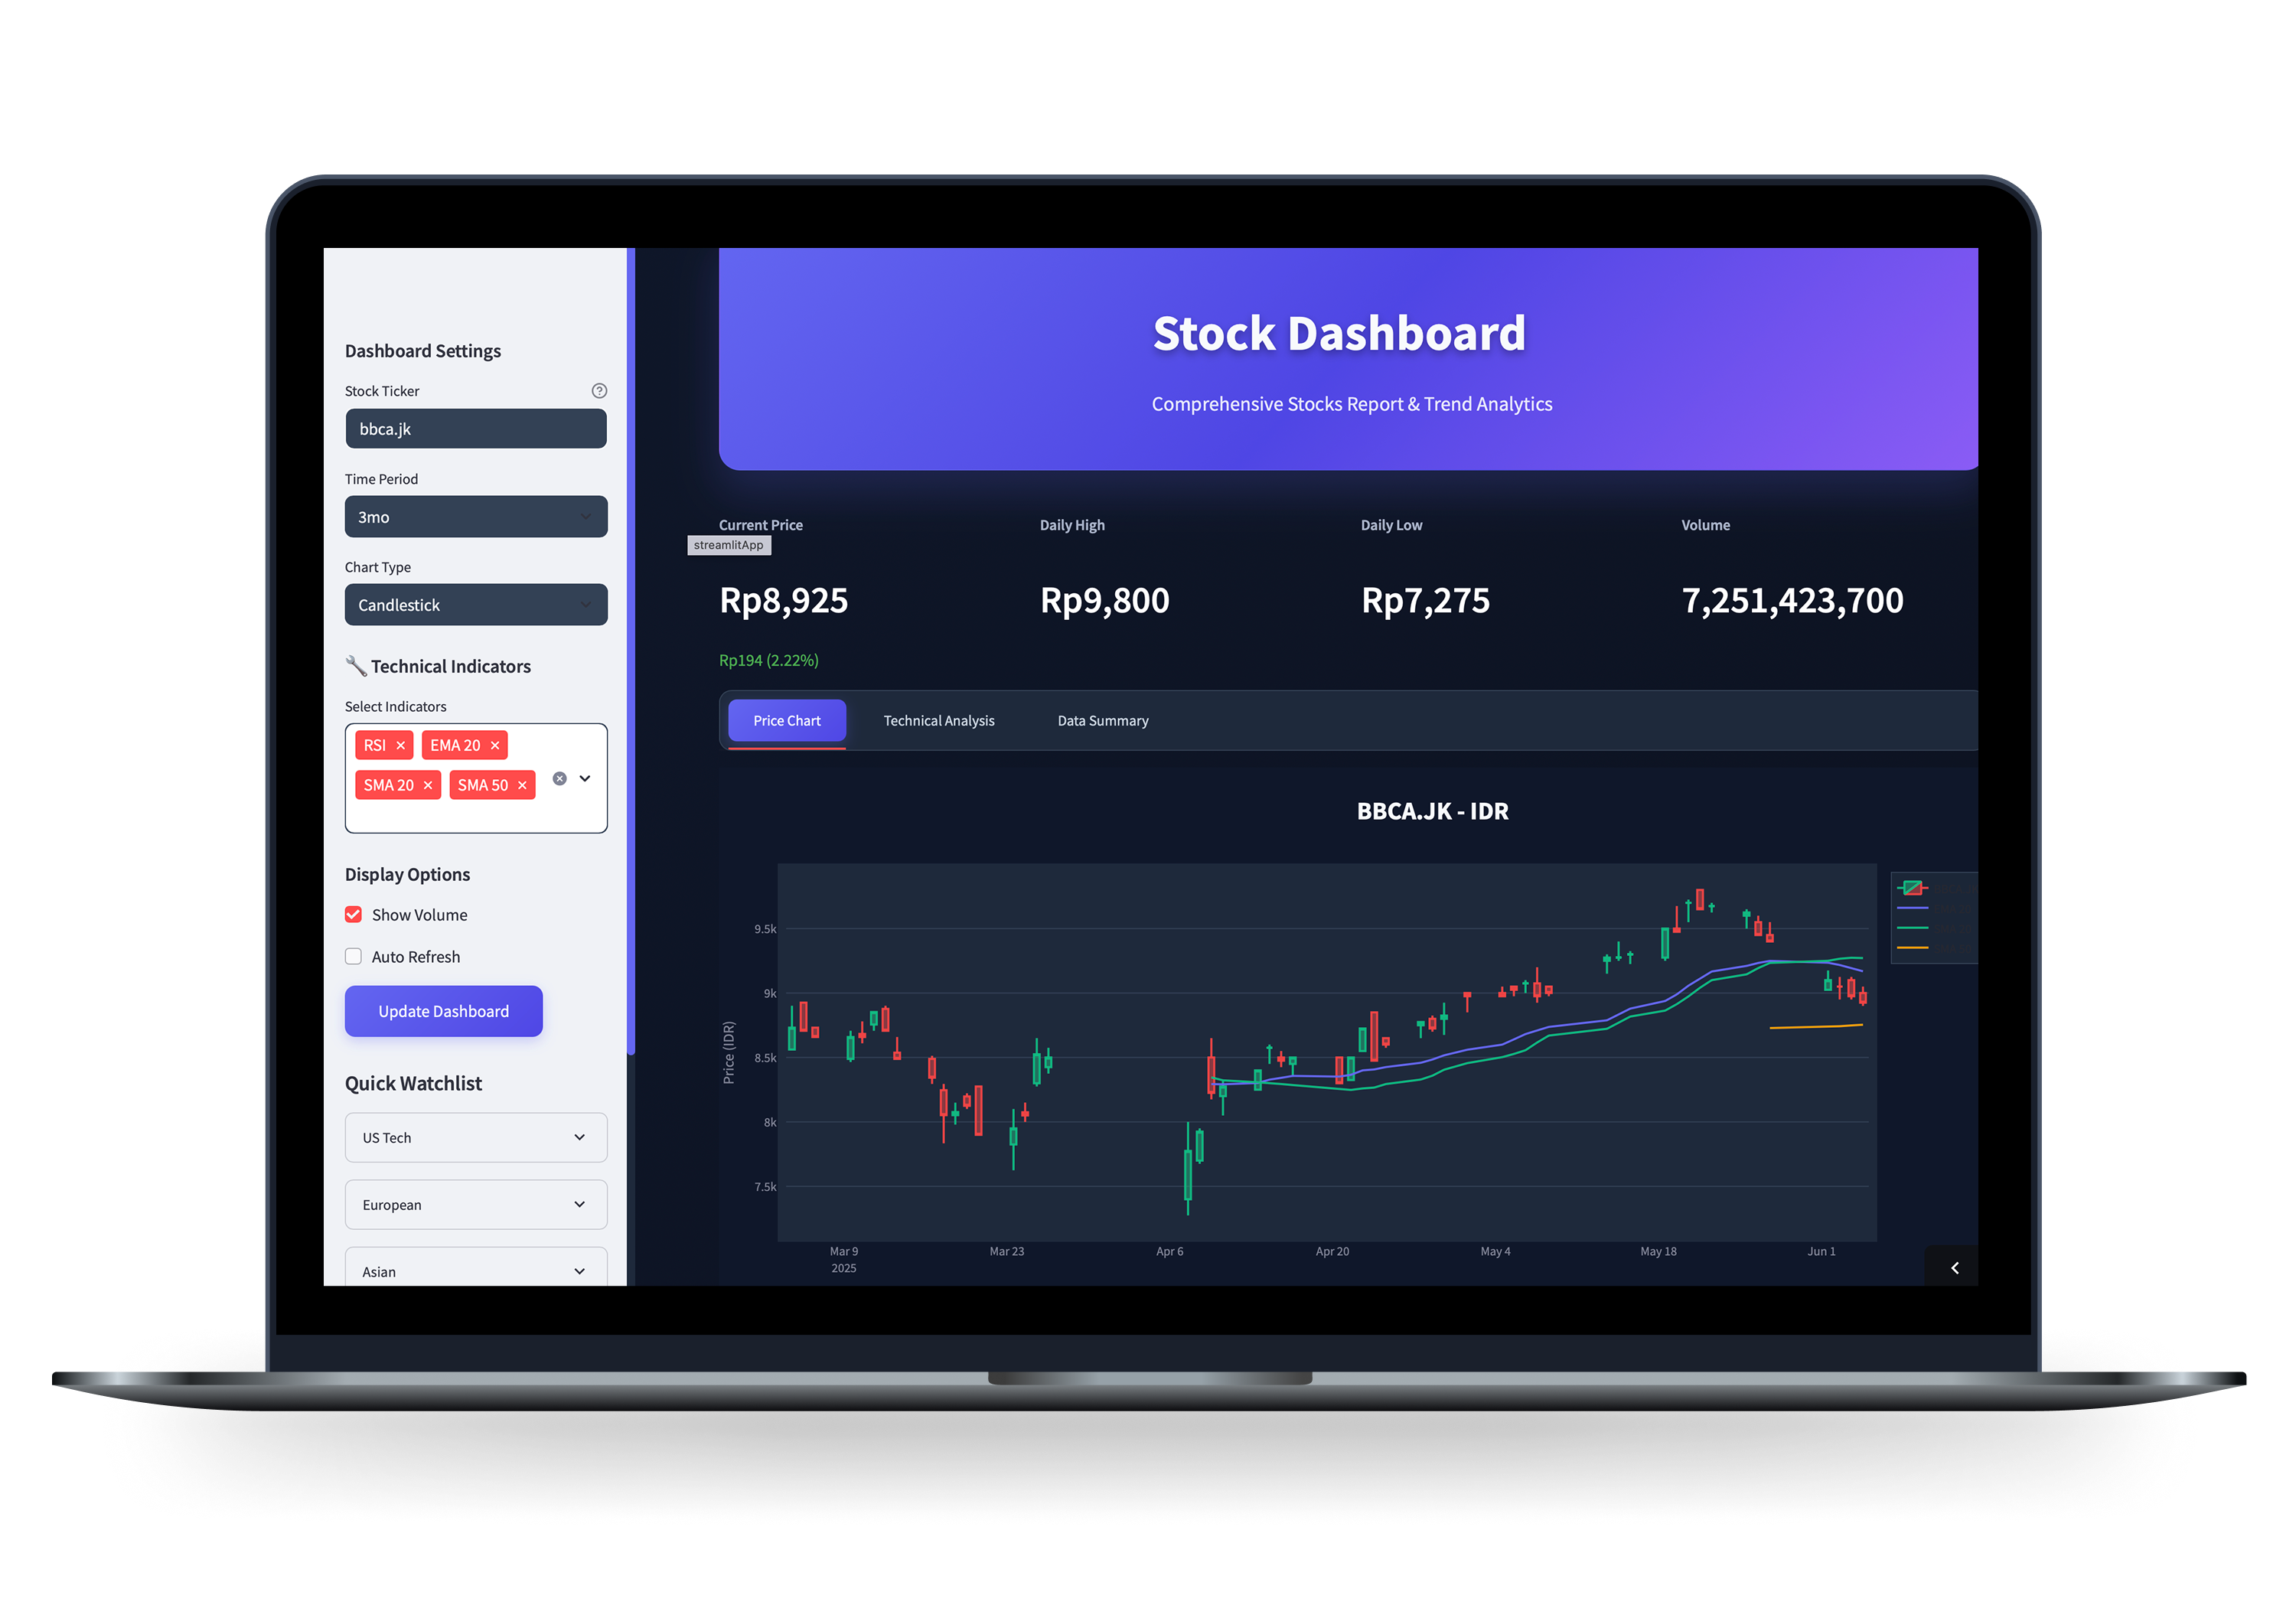 Dashboard Settings
Stock Ticker
bbca.jk
Time Period
3mo
Chart Type
Candlestick
🔧 Technical Indicators
Select Indicators
RSI × EMA 20 ×
SMA 20 × SMA 50 ×
Display Options
Show Volume
Auto Refresh
Update Dashboard
Quick Watchlist
US Tech
European
Asian
Stock Dashboard
Comprehensive Stocks Report & Trend Analytics
Current Price Daily High Daily Low Volume
streamlitApp
Rp8,925 Rp9,800 Rp7,275 7,251,423,700
Rp194 (2.22%)
Price Chart Technical Analysis Data Summary
BBCA.JK - IDR
Price (IDR)
9.5k
9k
8.5k
8k
7.5k
Mar 9 Mar 23 Apr 6 Apr 20 May 4 May 18 Jun 1
2025